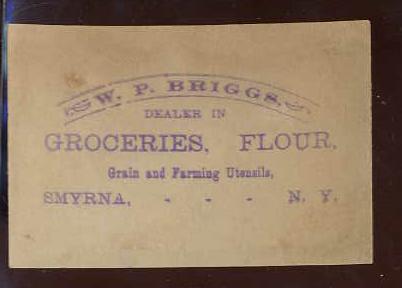 W. P. BRIGGS,
DEALER IN
GROCERIES, FLOUR,
Grain and Farming Utensils,
SMYRNA, - - - N. Y.